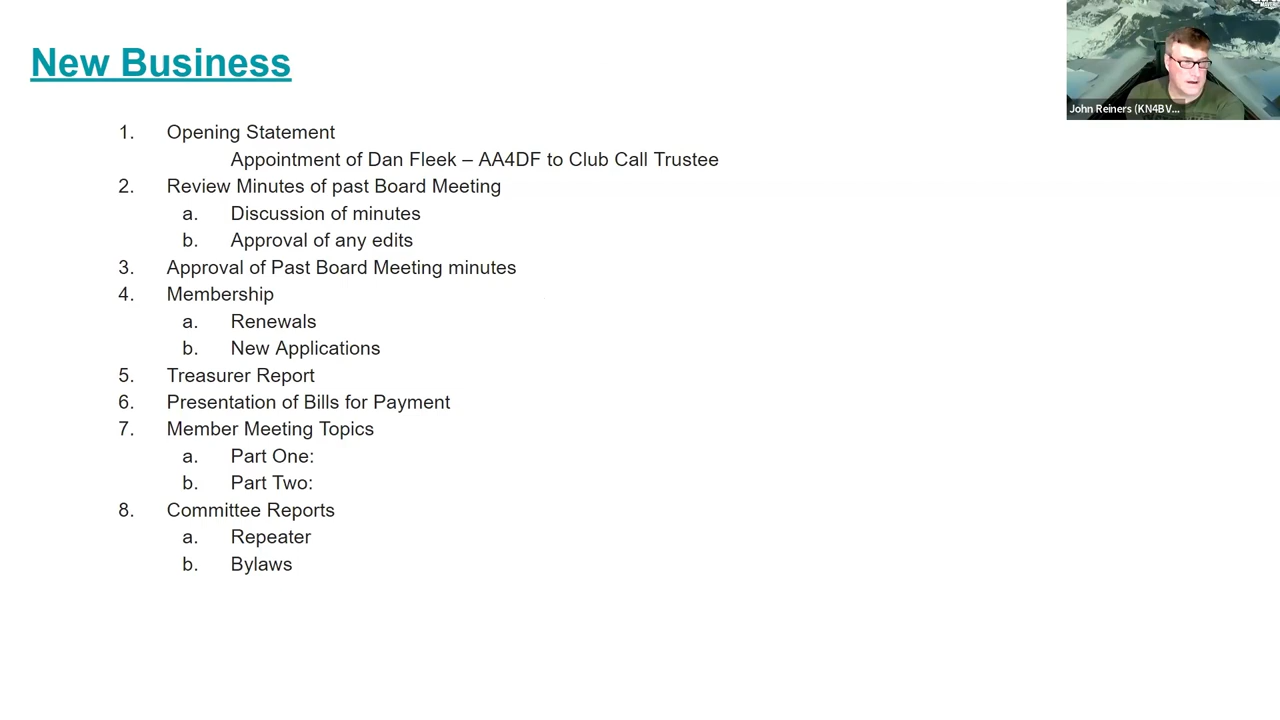 New Business
John Reiners (KN4BV...
1. Opening Statement
Appointment of Dan Fleek – AA4DF to Club Call Trustee
2. Review Minutes of past Board Meeting
a. Discussion of minutes
b. Approval of any edits
3. Approval of Past Board Meeting minutes
4. Membership
a. Renewals
b. New Applications
5. Treasurer Report
6. Presentation of Bills for Payment
7. Member Meeting Topics
a. Part One:
b. Part Two:
8. Committee Reports
a. Repeater
b. Bylaws